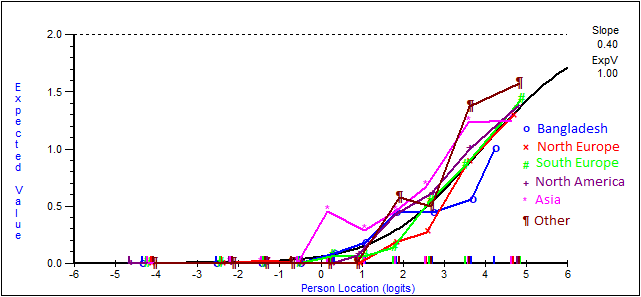 Slope
0.40
ExpV
1.00
2.0
1.5
1.0
0.5
0.0
Expected Value
-6 -5 -4 -3 -2 -1 0 1 2 3 4 5 6
Person Location (logits)
o Bangladesh
× North Europe
# South Europe
+ North America
* Asia
¶ Other